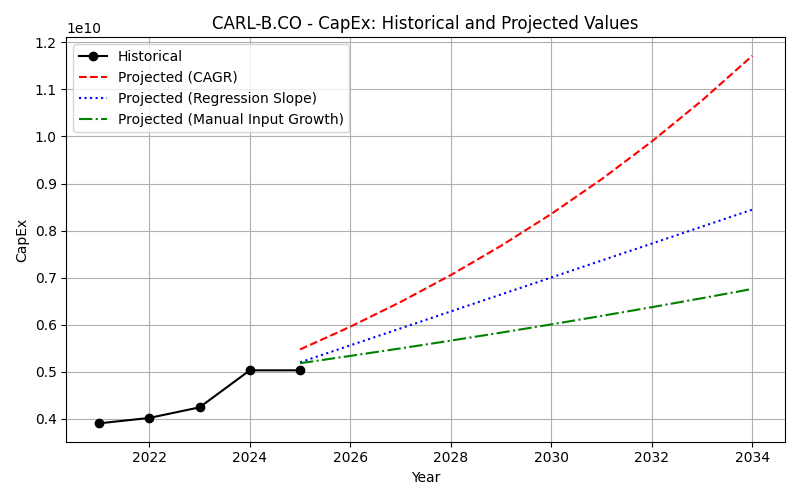 CARL-B.CO - CapEx: Historical and Projected Values
1e10
Historical
Projected (CAGR)
Projected (Regression Slope)
Projected (Manual Input Growth)
1.2
1.1
1.0
0.9
0.8
0.7
0.6
0.5
0.4
CapEx
2022
2024
2026
2028
2030
2032
2034
Year